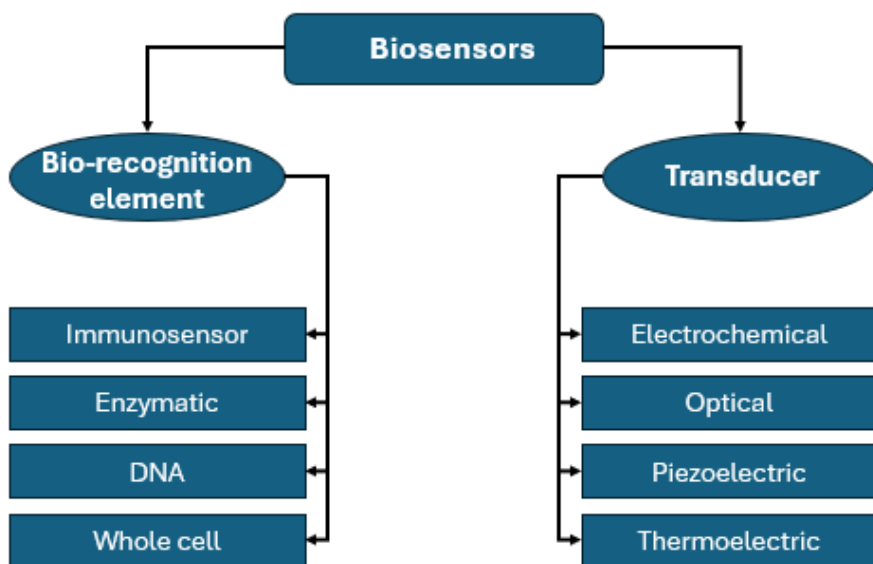 Biosensors
Bio-recognition
element
Transducer
Immunosensor
Enzymatic
DNA
Whole cell
Electrochemical
Optical
Piezoelectric
Thermoelectric